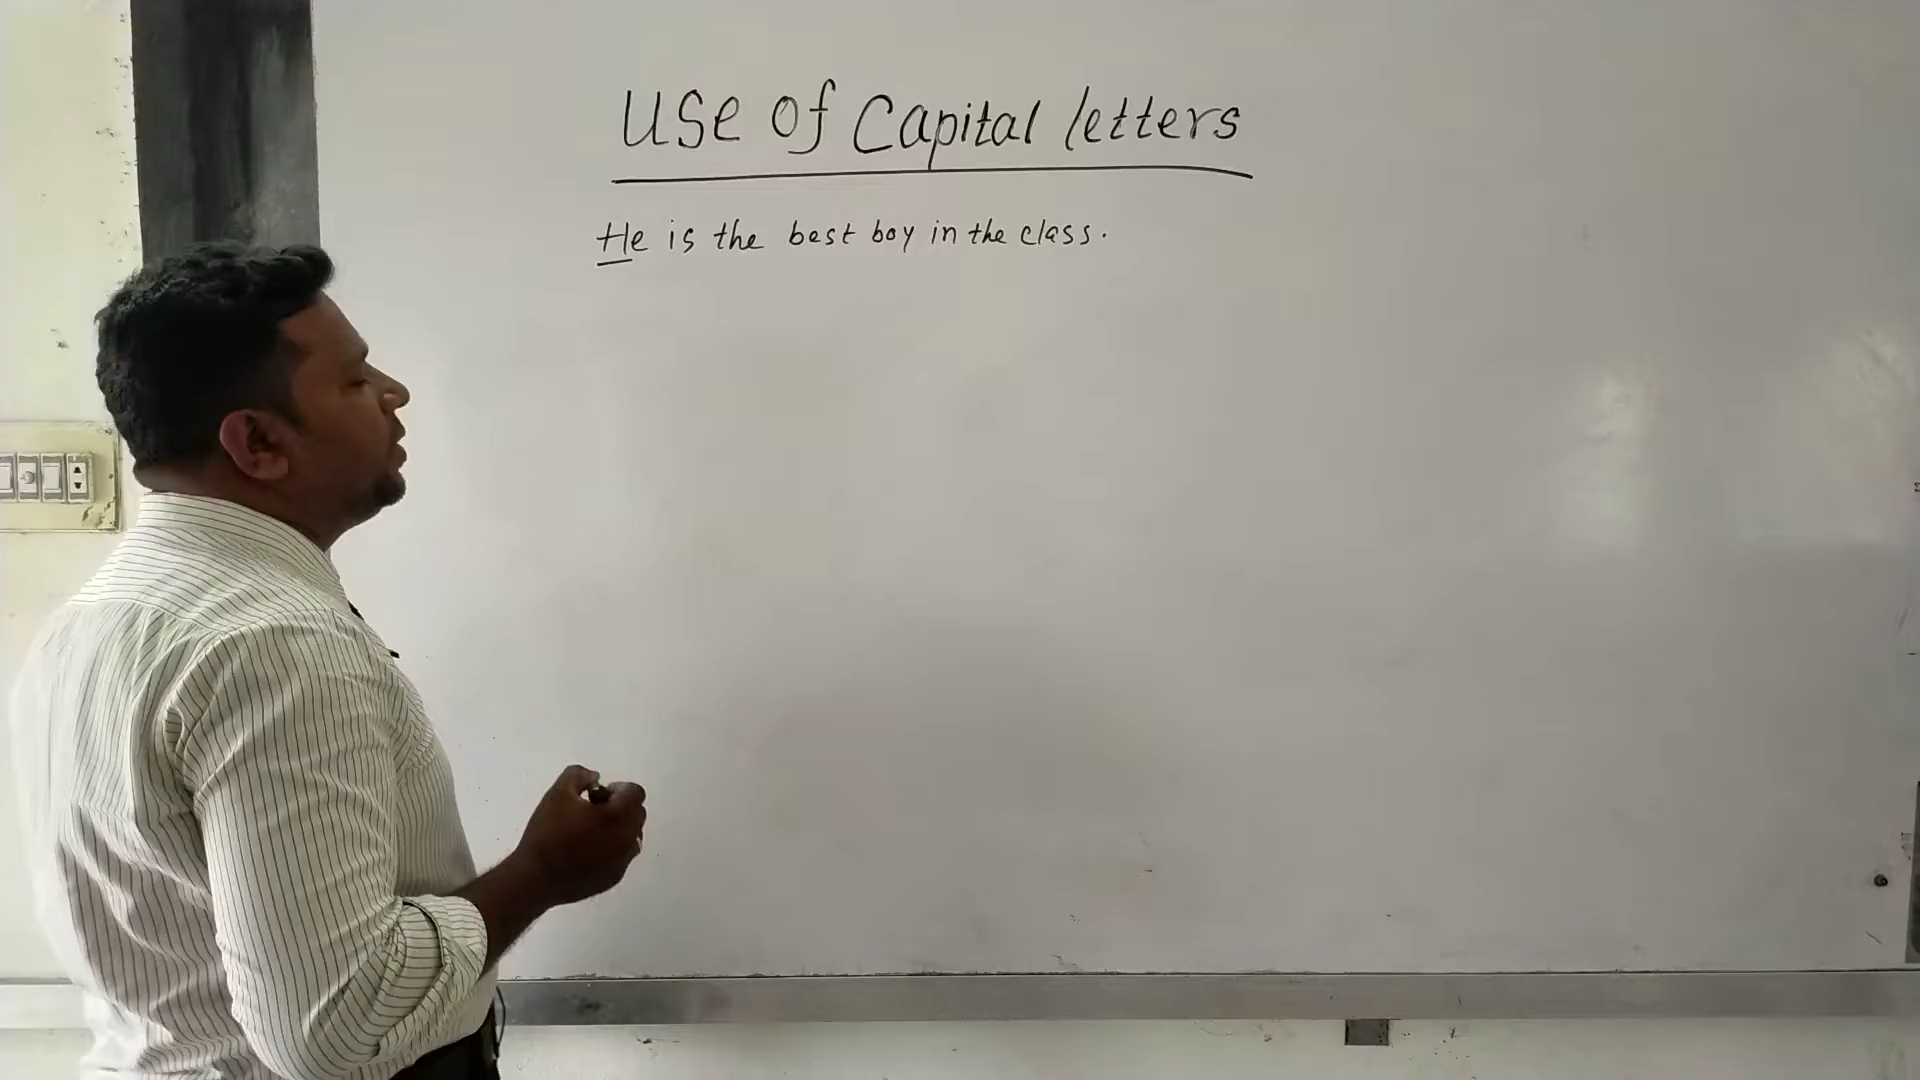 Use of Capital letters
He is the best boy in the class.